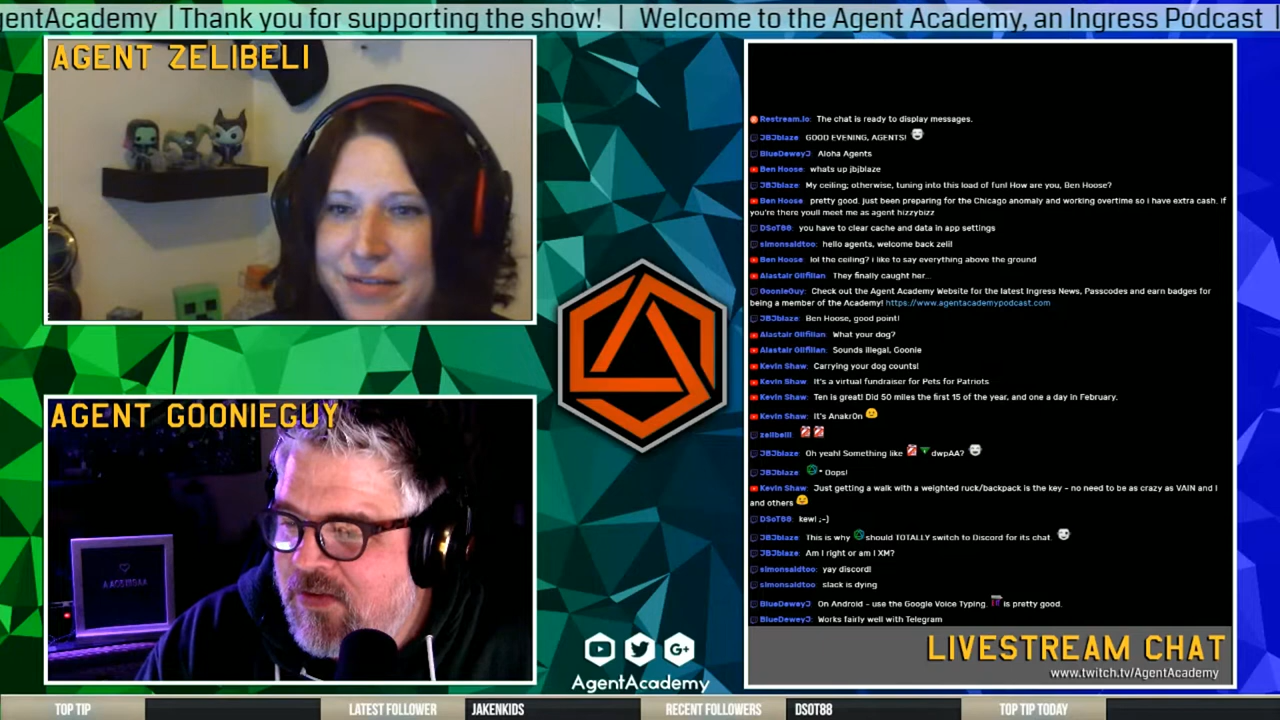 entAcademy | Thank you for supporting the show! | Welcome to the Agent Academy, an Ingress Podcast
AGENT ZELIBELI
Restream.io: The chat is ready to display messages.
JBJblaze: GOOD EVENING, AGENTS!
BlueDeweyJ: Aloha Agents
Ben Hoose: whats up jbjblaze
JBJblaze: My ceiling; otherwise, tuning into this load of fun! How are you, Ben Hoose?
Ben Hoose: pretty good. just been preparing for the Chicago anomaly and working overtime so i have extra cash. if
you're there youll meet me as agent hizzybizz
DSoT88: you have to clear cache and data in app settings
simonsaidtoo: hello agents, welcome back zeli!
Ben Hoose: lol the ceiling? i like to say everything above the ground
Alastair Gilfillan: They finally caught her...
GoonieGuy: Check out the Agent Academy Website for the latest Ingress News, Passcodes and earn badges for
being a member of the Academy! https://www.agentacademypodcast.com
JBJblaze: Ben Hoose, good point!
Alastair Gilfillan: What your dog?
Alastair Gilfillan: Sounds illegal, Goonie
Kevin Shaw: Carrying your dog counts!
Kevin Shaw: It's a virtual fundraiser for Pets for Patriots
Kevin Shaw: Ten is great! Did 50 miles the first 15 of the year, and one a day in February.
Kevin Shaw: It's Anakr0n
zelibeli:
JBJblaze: Oh yeah! Something like dwpAA?
JBJblaze: * Oops!
Kevin Shaw: Just getting a walk with a weighted ruck/backpack is the key - no need to be as crazy as VAIN and I
and others
DSoT88: kewl ;-)
JBJblaze: This is why should TOTALLY switch to Discord for its chat.
JBJblaze: Am I right or am I XM?
simonsaidtoo: yay discord!
simonsaidtoo: slack is dying
BlueDeweyJ: On Android - use the Google Voice Typing. is pretty good.
BlueDeweyJ: Works fairly well with Telegram
AGENT GOONIEGUY
G+
AgentAcademy
LIVESTREAM CHAT
www.twitch.tv/AgentAcademy
TOP TIP
LATEST FOLLOWER
JAKENKIDS
RECENT FOLLOWERS
DSOT88
TOP TIP TODAY